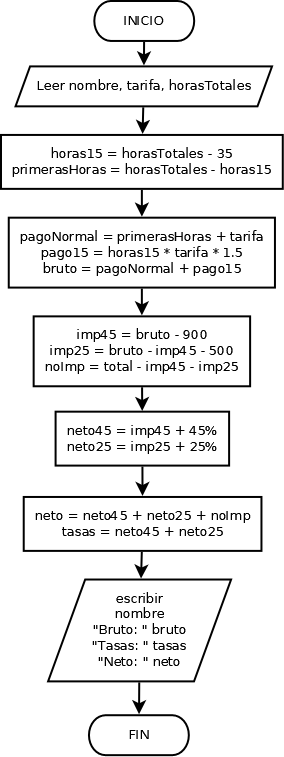 INICIO
Leer nombre, tarifa, horasTotales
horas15 = horasTotales - 35
primerasHoras = horasTotales - horas15
pagoNormal = primerasHoras + tarifa
pago15 = horas15 * tarifa * 1.5
bruto = pagoNormal + pago15
imp45 = bruto - 900
imp25 = bruto - imp45 - 500
noImp = total - imp45 - imp25
neto45 = imp45 + 45%
neto25 = imp25 + 25%
neto = neto45 + neto25 + noImp
tasas = neto45 + neto25
escribir
nombre
"Bruto: " bruto
"Tasas: " tasas
"Neto: " neto
FIN